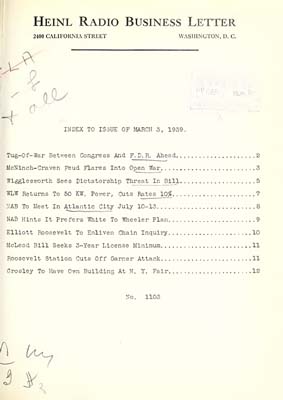 HEINL RADIO BUSINESS LETTER
2400 CALIFORNIA STREET WASHINGTON, D. C.
INDEX TO ISSUE OF MARCH 3, 1939.
Tug-Of-War Between Congress And F.D.R. Ahead....................2
McNinch-Craven Feud Flares Into Open War........................3
Wigglesworth Sees Dictatorship Threat In Bill...................5
WLW Returns To 50 KW. Power, Cuts Rates 10%.....................7
NAB To Meet In Atlantic City July 10-13.........................8
NAB Hints It Prefers White To Wheeler Plan......................9
Elliott Roosevelt To Enliven Chain Inquiry.....................10
McLeod Bill Seeks 3-Year License Minimum.......................11
Roosevelt Station Cuts Off Garner Attack.......................11
Crosley To Have Own Building At N. Y. Fair.....................12
No. 1103